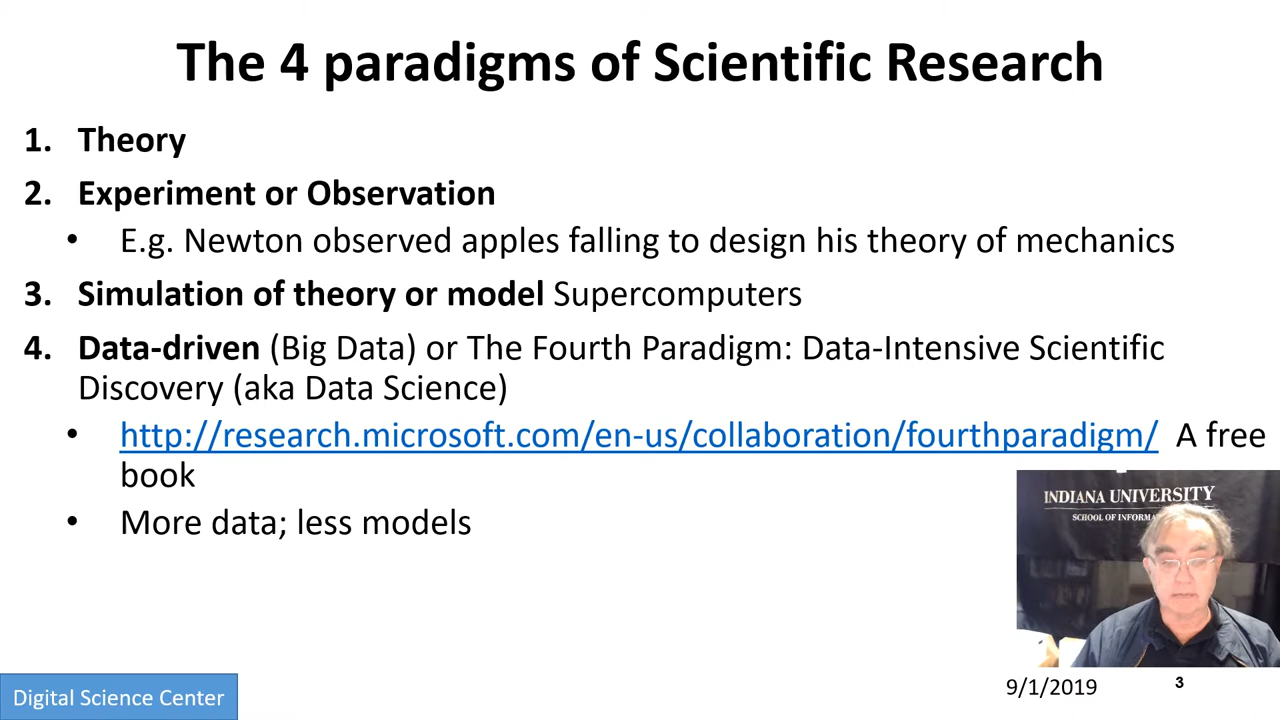 The 4 paradigms of Scientific Research
1. Theory
2. Experiment or Observation
• E.g. Newton observed apples falling to design his theory of mechanics
3. Simulation of theory or model Supercomputers
4. Data-driven (Big Data) or The Fourth Paradigm: Data-Intensive Scientific
Discovery (aka Data Science)
• http://research.microsoft.com/en-us/collaboration/fourthparadigm/ A free
book
• More data; less models
INDIANA UNIVERSITY
SCHOOL OF
Digital Science Center
9/1/2019
3